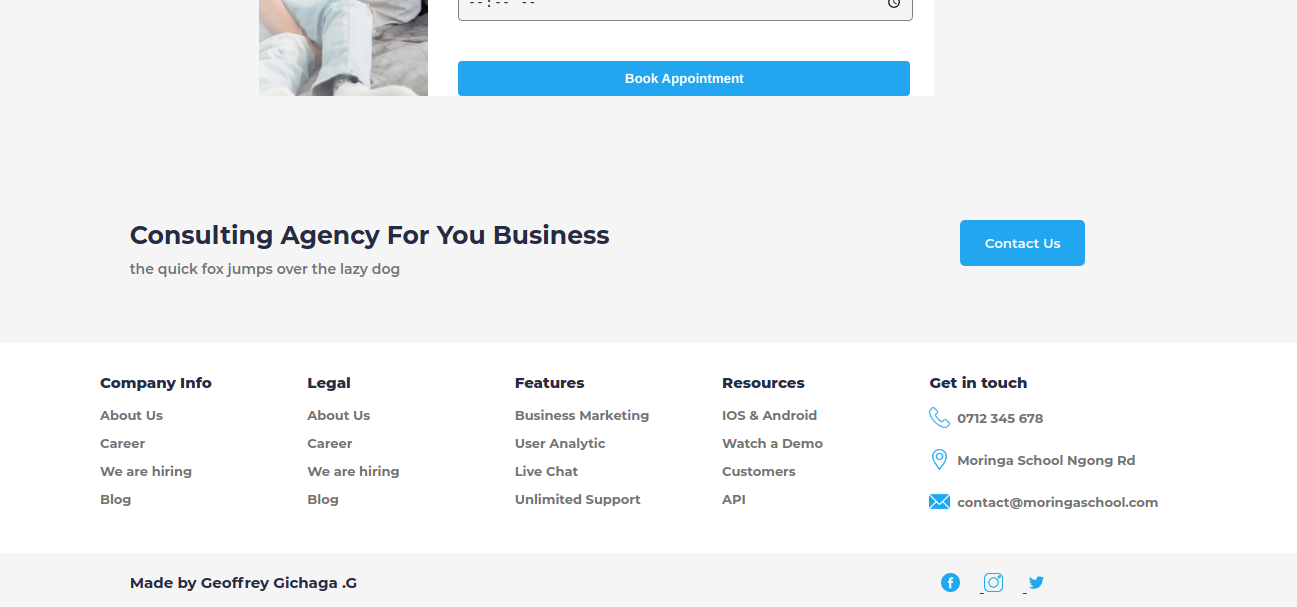 --:-- --
Book Appointment
Consulting Agency For You Business
the quick fox jumps over the lazy dog
Contact Us
Company Info
About Us
Career
We are hiring
Blog
Legal
About Us
Career
We are hiring
Blog
Features
Business Marketing
User Analytic
Live Chat
Unlimited Support
Resources
IOS & Android
Watch a Demo
Customers
API
Get in touch
0712 345 678
Moringa School Ngong Rd
contact@moringaschool.com
Made by Geoffrey Gichaga .G